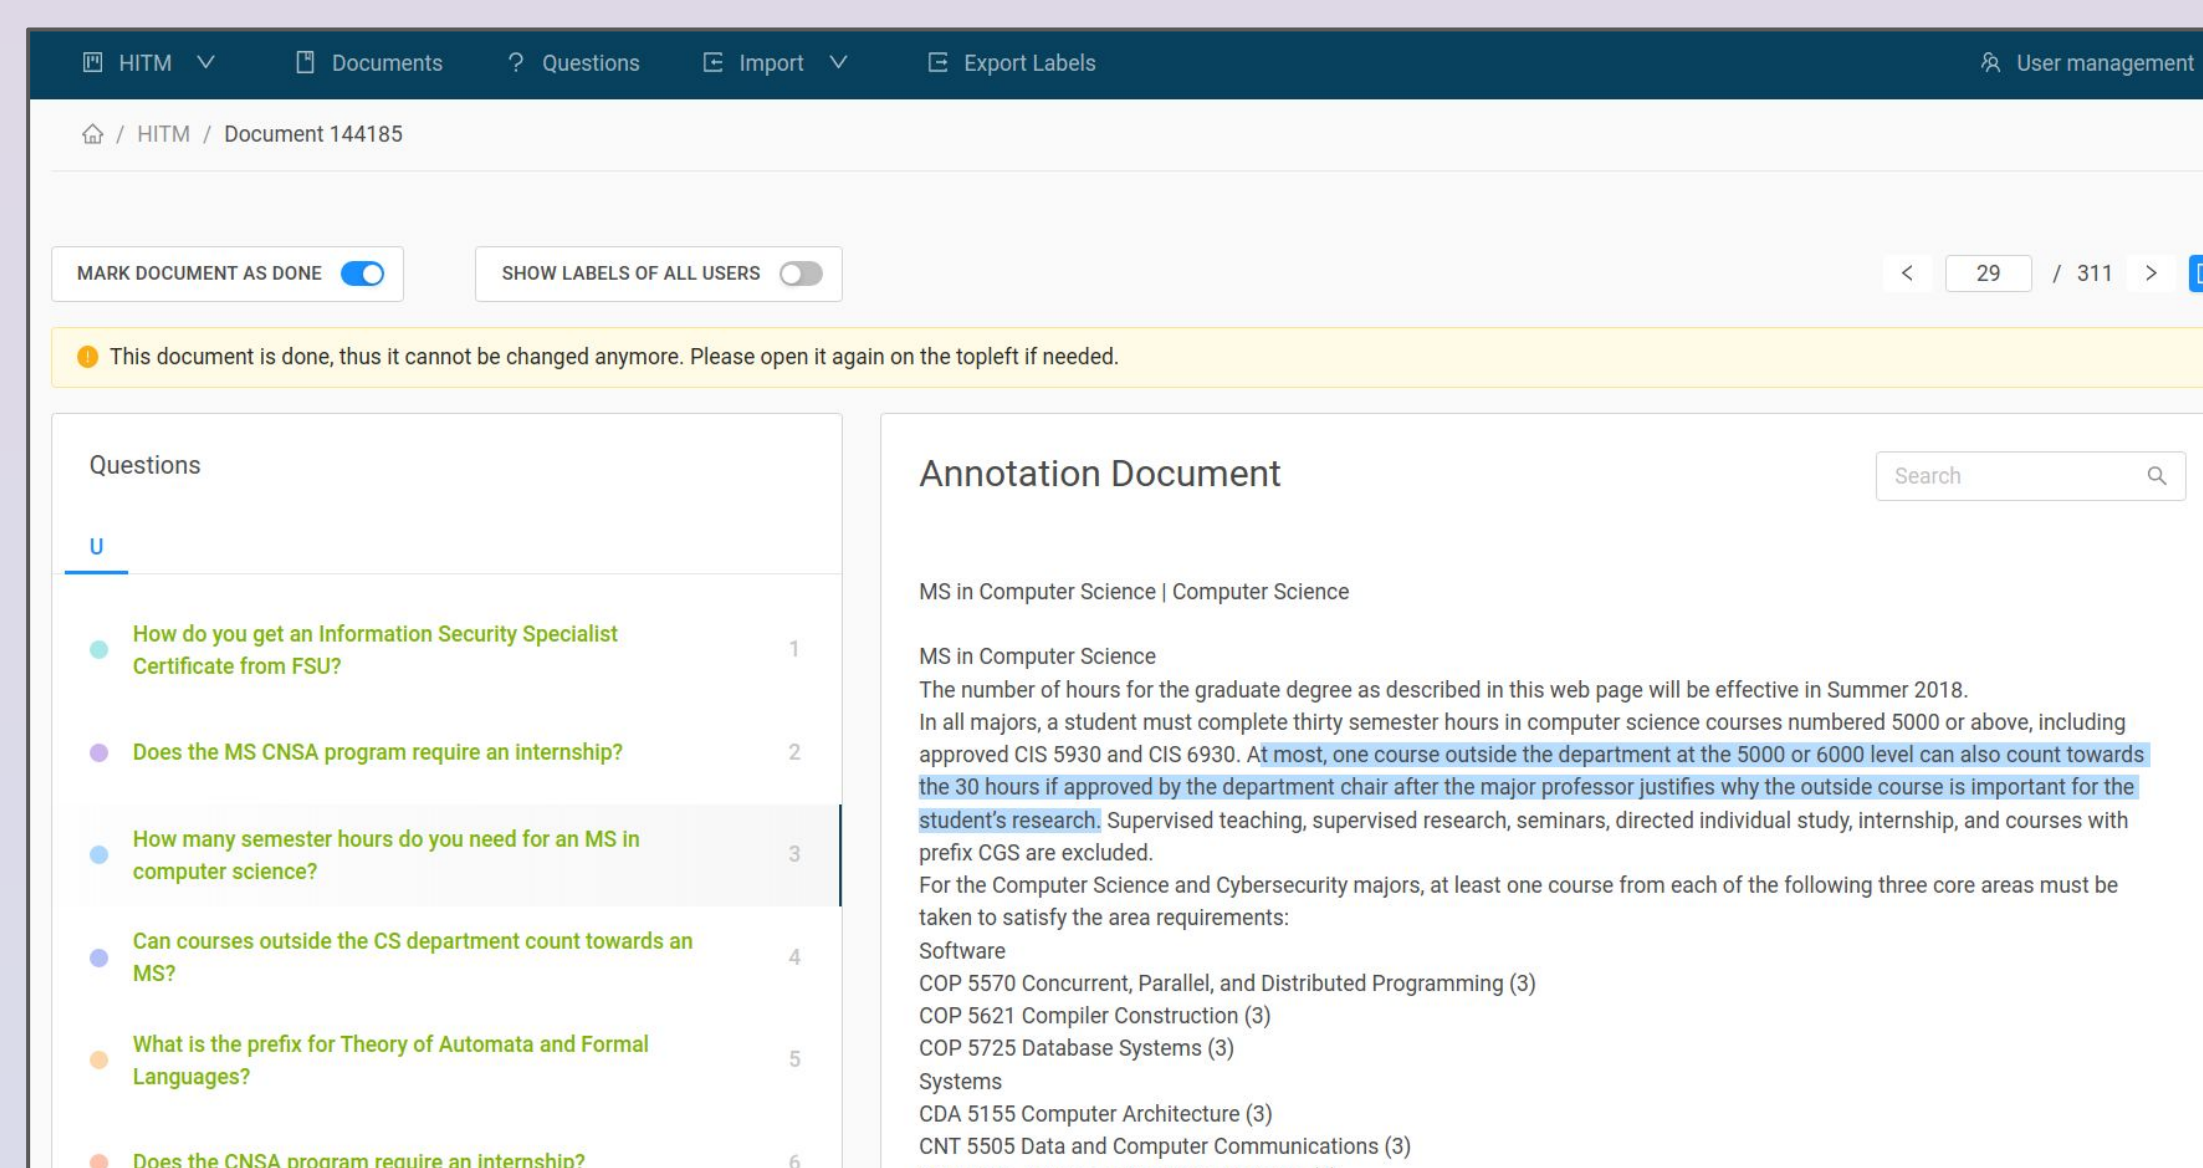 HITM Documents ? Questions Import Export Labels User management
/ HITM / Document 144185
MARK DOCUMENT AS DONE SHOW LABELS OF ALL USERS < 29 / 311 >
This document is done, thus it cannot be changed anymore. Please open it again on the topleft if needed.
Questions
U
How do you get an Information Security Specialist
Certificate from FSU?
1
Does the MS CNSA program require an internship? 2
How many semester hours do you need for an MS in
computer science?
3
Can courses outside the CS department count towards an
MS?
4
What is the prefix for Theory of Automata and Formal
Languages?
5
Does the CNSA program require an internship? 6
Annotation Document
Search
MS in Computer Science | Computer Science
MS in Computer Science
The number of hours for the graduate degree as described in this web page will be effective in Summer 2018.
In all majors, a student must complete thirty semester hours in computer science courses numbered 5000 or above, including
approved CIS 5930 and CIS 6930. At most, one course outside the department at the 5000 or 6000 level can also count towards
the 30 hours if approved by the department chair after the major professor justifies why the outside course is important for the
student’s research. Supervised teaching, supervised research, seminars, directed individual study, internship, and courses with
prefix CGS are excluded.
For the Computer Science and Cybersecurity majors, at least one course from each of the following three core areas must be
taken to satisfy the area requirements:
Software
COP 5570 Concurrent, Parallel, and Distributed Programming (3)
COP 5621 Compiler Construction (3)
COP 5725 Database Systems (3)
Systems
CDA 5155 Computer Architecture (3)
CNT 5505 Data and Computer Communications (3)